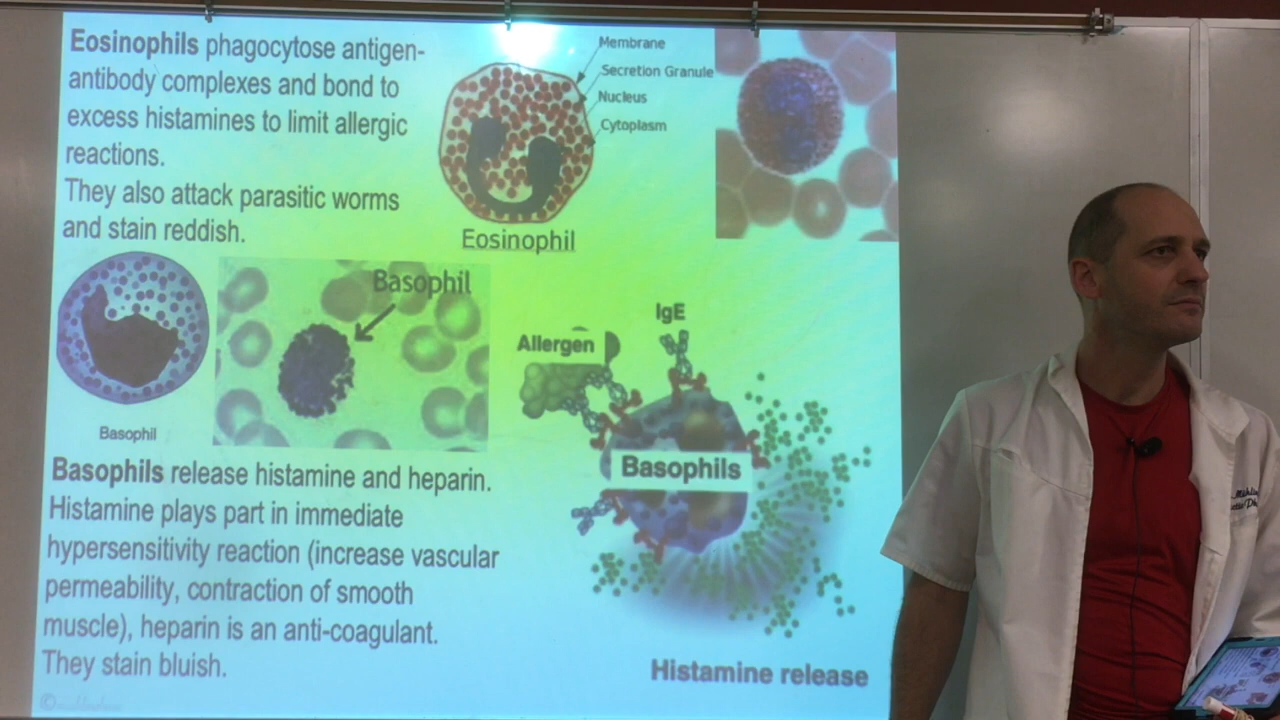 Eosinophils phagocytose antigen-
antibody complexes and bond to
excess histamines to limit allergic
reactions.
They also attack parasitic worms
and stain reddish.
Membrane
Secretion Granule
Nucleus
Cytoplasm
Eosinophil
Basophil
Basophil
Basophils release histamine and heparin.
Histamine plays part in immediate
hypersensitivity reaction (increase vascular
permeability, contraction of smooth
muscle), heparin is an anti-coagulant.
They stain bluish.
IgE
Allergen
Basophils
Histamine release